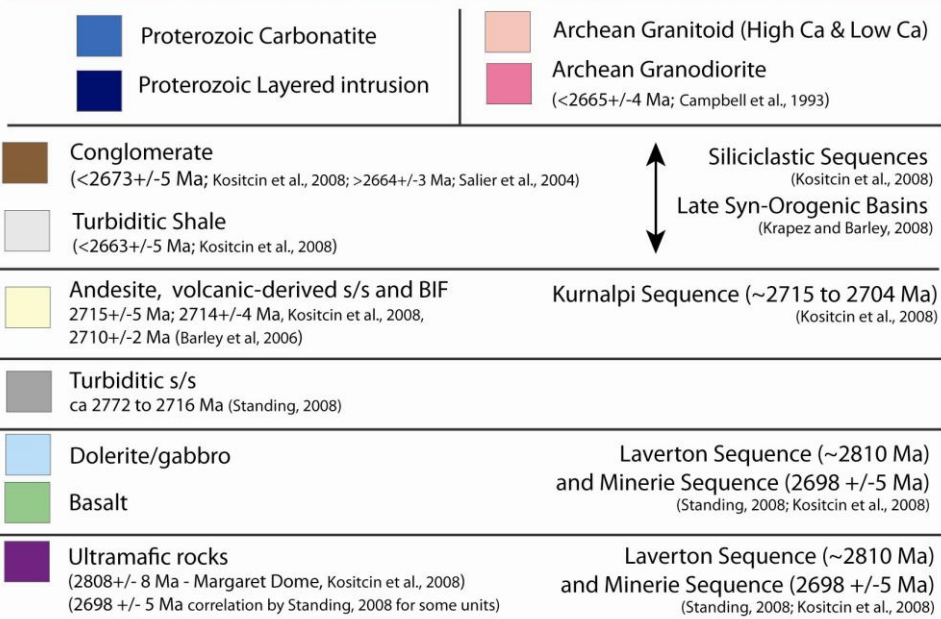 Proterozoic Carbonatite
Proterozoic Layered intrusion
Archean Granitoid (High Ca & Low Ca)
Archean Granodiorite
(<2665+/-4 Ma; Campbell et al., 1993)
Conglomerate
(<2673+/-5 Ma; Kositcin et al., 2008; >2664+/-3 Ma; Salier et al., 2004)
Turbiditic Shale
(<2663+/-5 Ma; Kositcin et al., 2008)
Siliciclastic Sequences
(Kositcin et al., 2008)
Late Syn-Orogenic Basins
(Krapez and Barley, 2008)
Andesite, volcanic-derived s/s and BIF
2715+/-5 Ma; 2714+/-4 Ma, Kositcin et al., 2008,
2710+/-2 Ma (Barley et al, 2006)
Kurnalpi Sequence (~2715 to 2704 Ma)
(Kositcin et al., 2008)
Turbiditic s/s
ca 2772 to 2716 Ma (Standing, 2008)
Dolerite/gabbro
Basalt
Laverton Sequence (~2810 Ma)
and Minerie Sequence (2698 +/-5 Ma)
(Standing, 2008; Kositcin et al., 2008)
Ultramafic rocks
(2808+/- 8 Ma - Margaret Dome, Kositcin et al., 2008)
(2698 +/- 5 Ma correlation by Standing, 2008 for some units)
Laverton Sequence (~2810 Ma)
and Minerie Sequence (2698 +/-5 Ma)
(Standing, 2008; Kositcin et al., 2008)